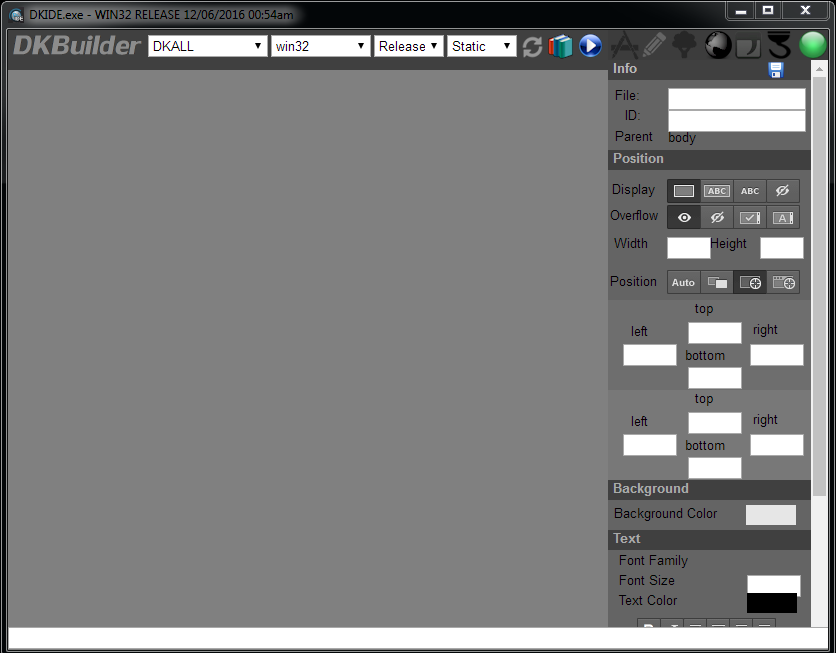 DKIDE.exe - WIN32 RELEASE 12/06/2016 00:54am
DKBuilder DKALL win32 Release Static
Info
File:
ID:
Parent body
Position
Display ABC ABC
Overflow A
Width Height
Position Auto
top
left right
bottom
top
left right
bottom
Background
Background Color
Text
Font Family
Font Size
Text Color